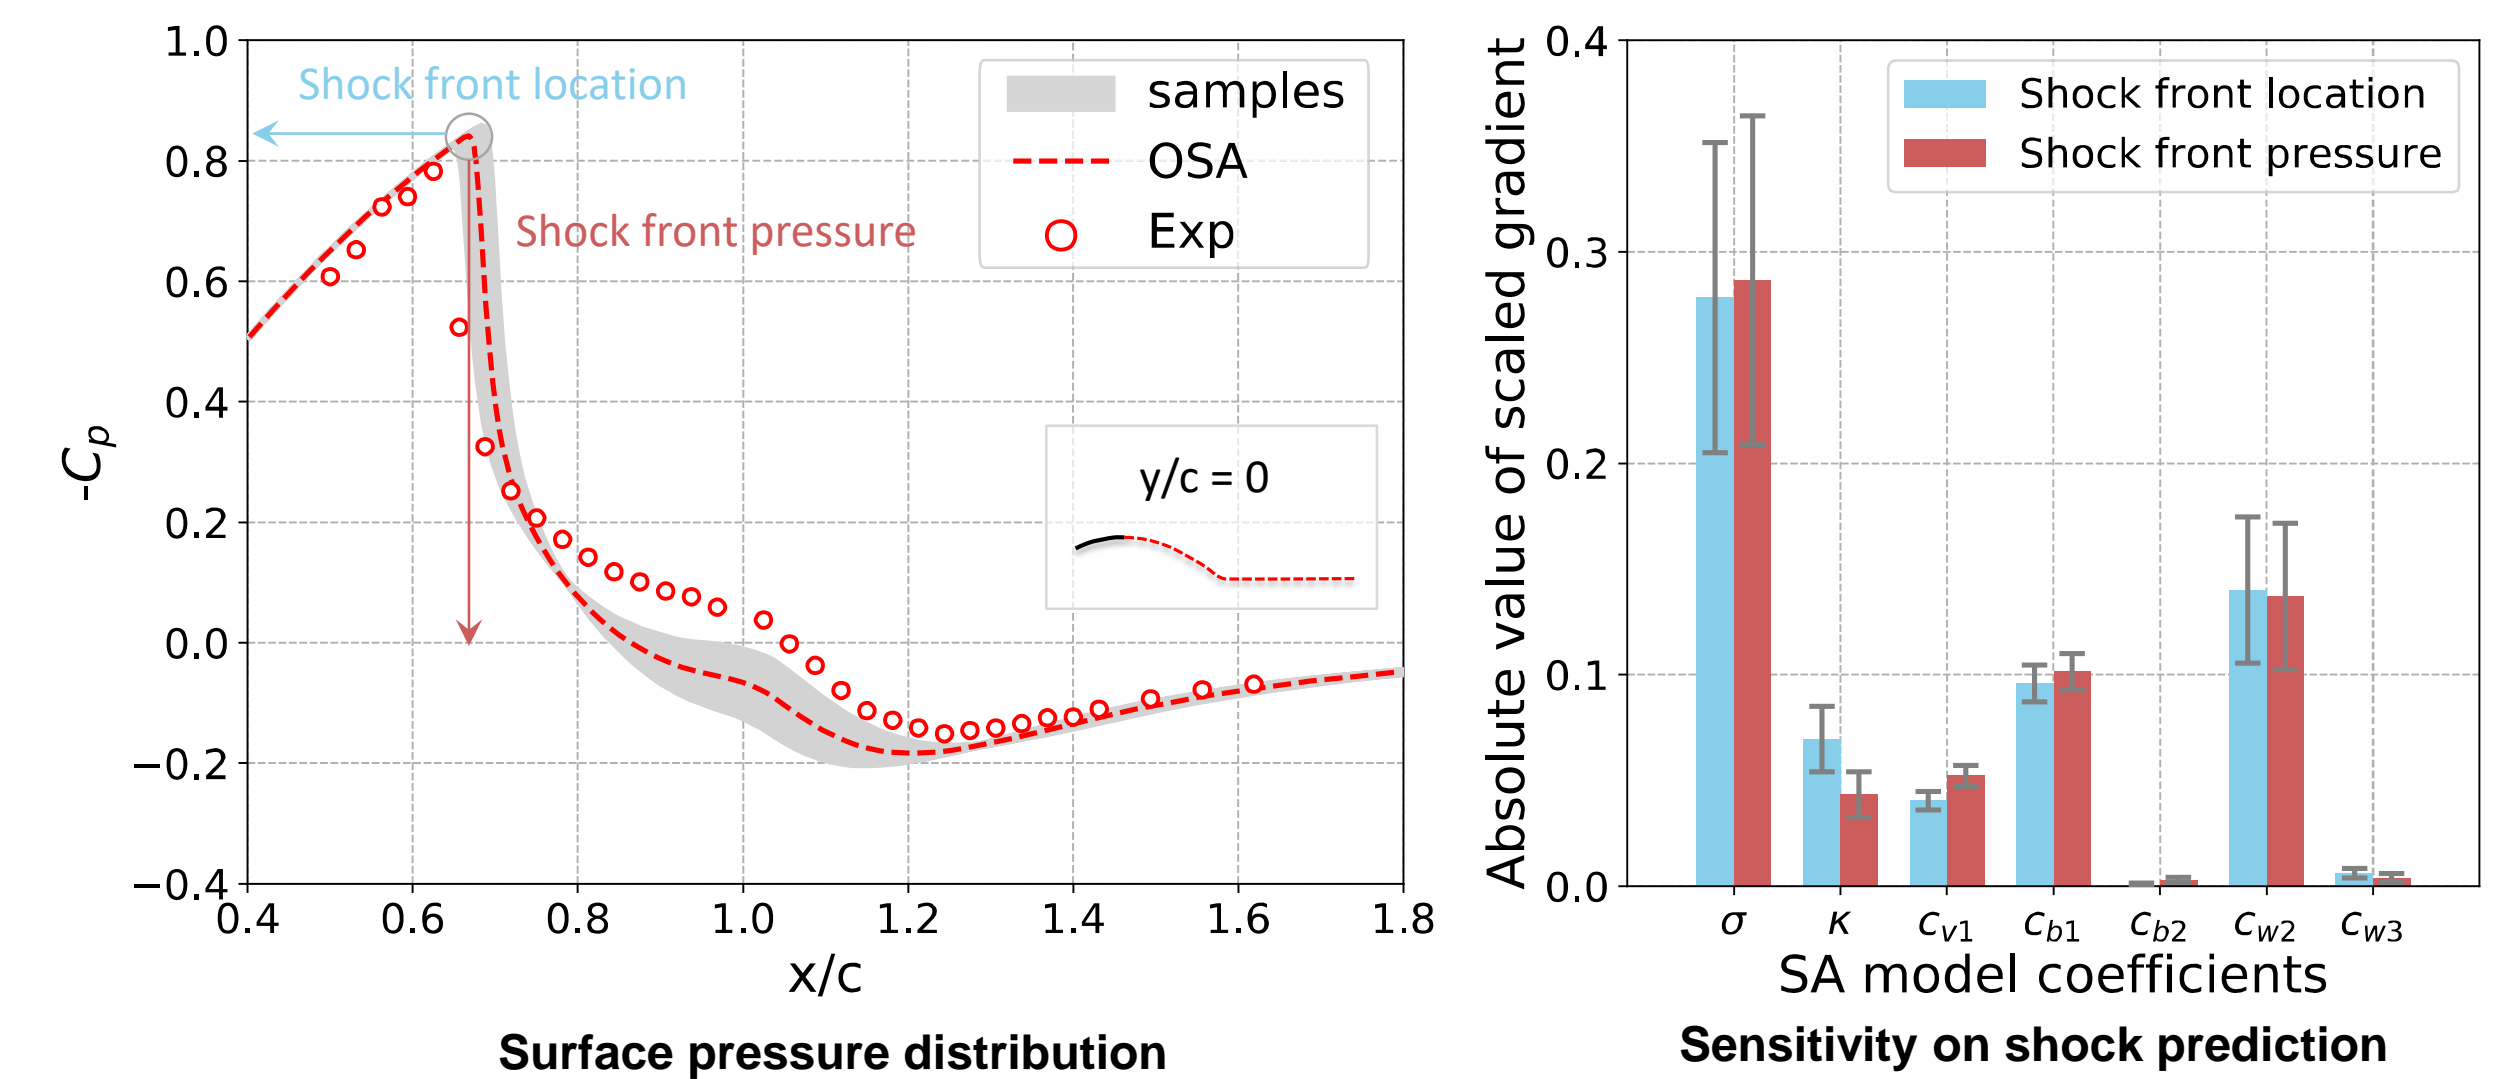 1.0
0.8
0.6
0.4
0.2
0.0
−0.2
−0.4
-Cp
Shock front location
Shock front pressure
samples
OSA
Exp
y/c = 0
0.4 0.6 0.8 1.0 1.2 1.4 1.6 1.8
x/c
Surface pressure distribution
0.4
0.3
0.2
0.1
0.0
Absolute value of scaled gradient
Shock front location
Shock front pressure
σ κ cv1 cb1 cb2 cw2 cw3
SA model coefficients
Sensitivity on shock prediction